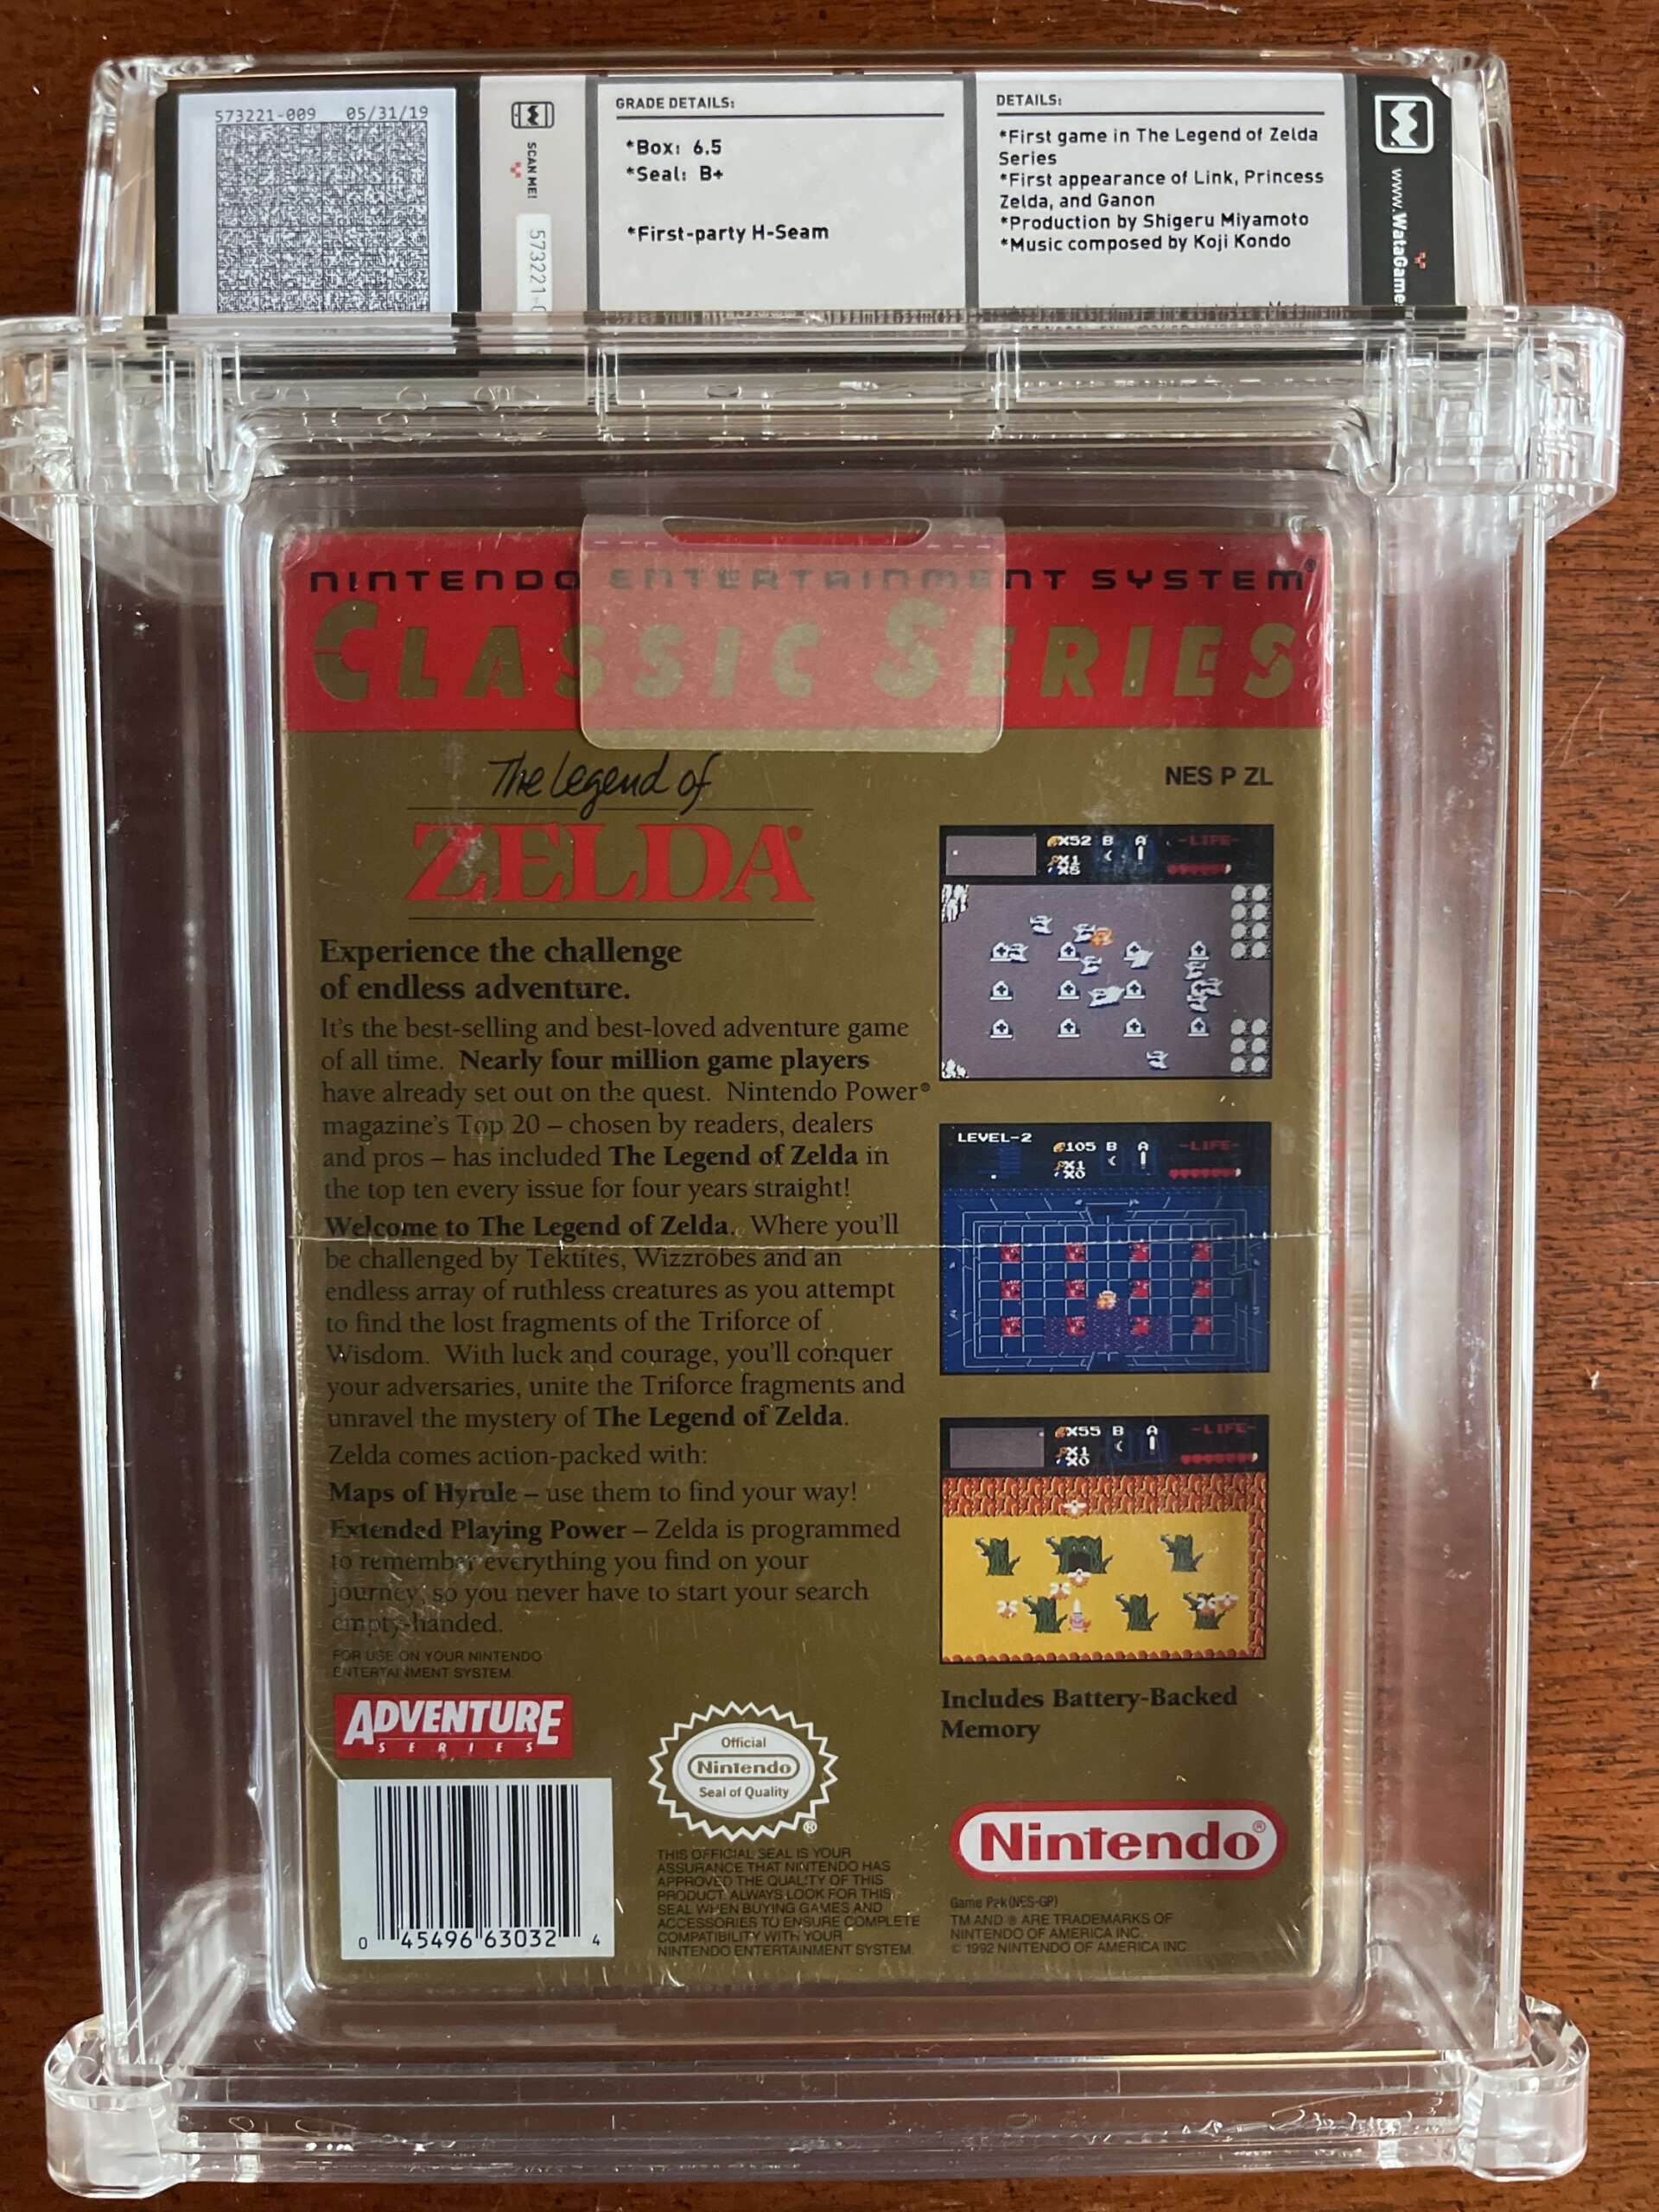 573221-009 05/31/19
SCAN ME!
573221-
GRADE DETAILS:
*Box: 6.5
*Seal: B+
*First-party H-Seam
DETAILS:
*First game in The Legend of Zelda
Series
*First appearance of Link, Princess
Zelda, and Ganon
*Production by Shigeru Miyamoto
*Music composed by Koji Kondo
www.WataGame
NINTENDO ENTERTAINMENT SYSTEM®
CLASSIC SERIES
The Legend of
ZELDA®
NES P ZL
Experience the challenge
of endless adventure.
It's the best-selling and best-loved adventure game
of all time. Nearly four million game players
have already set out on the quest. Nintendo Power®
magazine's Top 20 – chosen by readers, dealers
and pros – has included The Legend of Zelda in
the top ten every issue for four years straight!
Welcome to The Legend of Zelda. Where you'll
be challenged by Tektites, Wizzrobes and an
endless array of ruthless creatures as you attempt
to find the lost fragments of the Triforce of
Wisdom. With luck and courage, you'll conquer
your adversaries, unite the Triforce fragments and
unravel the mystery of The Legend of Zelda.
Zelda comes action-packed with:
Maps of Hyrule – use them to find your way!
Extended Playing Power – Zelda is programmed
to remember everything you find on your
journey, so you never have to start your search
empty-handed.
FOR USE ON YOUR NINTENDO
ENTERTAINMENT SYSTEM.
ADVENTURE
SERIES
0 45496 63032 4
Official
Nintendo
Seal of Quality
®
THIS OFFICIAL SEAL IS YOUR
ASSURANCE THAT NINTENDO HAS
APPROVED THE QUALITY OF THIS
PRODUCT. ALWAYS LOOK FOR THIS
SEAL WHEN BUYING GAMES AND
ACCESSORIES TO ENSURE COMPLETE
COMPATIBILITY WITH YOUR
NINTENDO ENTERTAINMENT SYSTEM.
X52 B A -LIFE-
X1
X6
LEVEL-2 105 B A -LIFE-
X1
X0
X55 B A -LIFE-
X1
X0
Includes Battery-Backed
Memory
Nintendo®
Game Pak (NES-GP)
TM AND ® ARE TRADEMARKS OF
NINTENDO OF AMERICA INC.
© 1992 NINTENDO OF AMERICA INC.